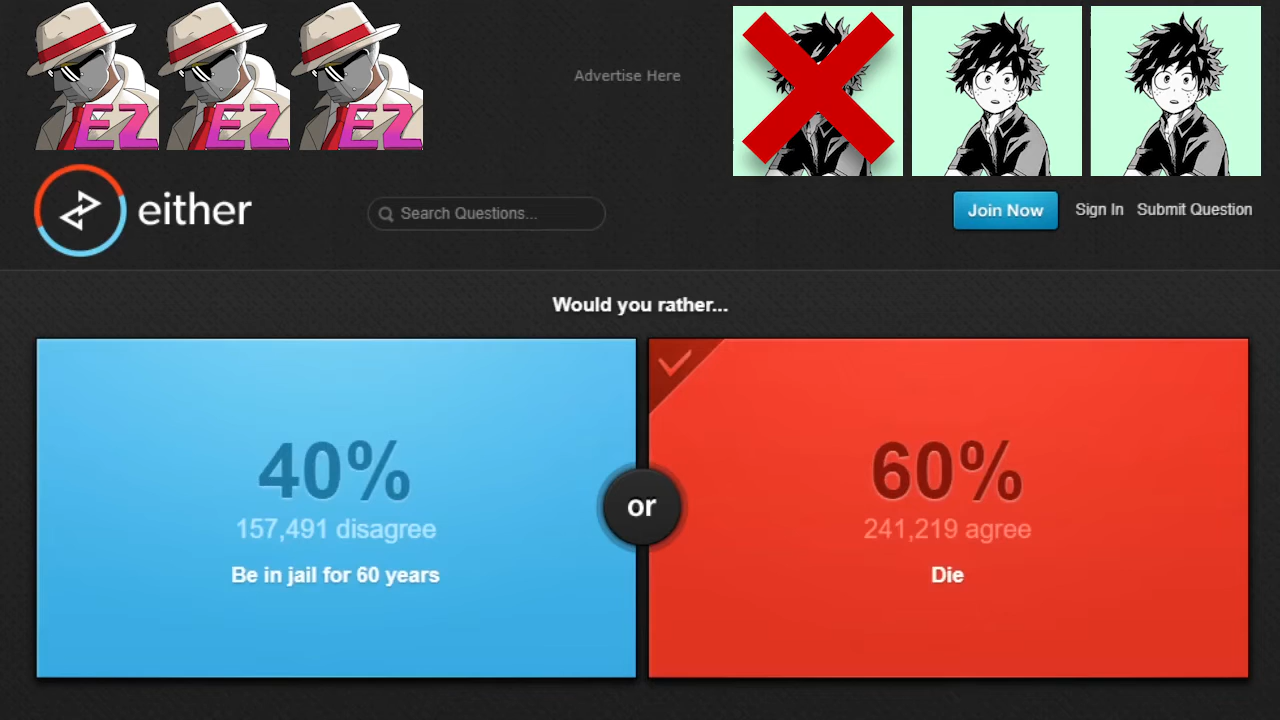 EZ EZ EZ
Advertise Here
either
Search Questions...
Join Now
Sign In
Submit Question
Would you rather...
40%
157,491 disagree
Be in jail for 60 years
or
60%
241,219 agree
Die